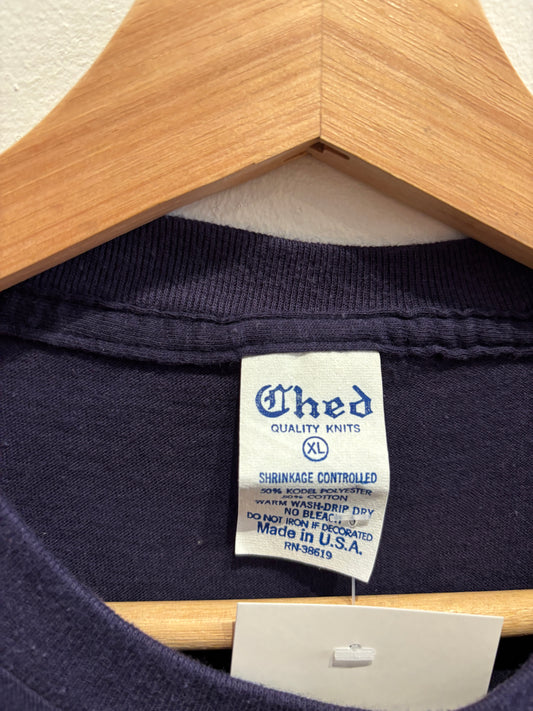 Ched
QUALITY KNITS
XL
SHRINKAGE CONTROLLED
50% KODEL POLYESTER
50% COTTON
WARM WASH-DRIP DRY
NO BLEACH
DO NOT IRON IF DECORATED
Made in U.S.A.
RN-38619